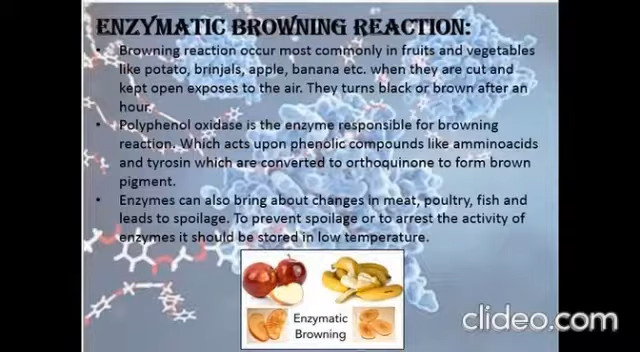 ENZYMATIC BROWNING REACTION:
• Browning reaction occur most commonly in fruits and vegetables
like potato, brinjals, apple, banana etc. when they are cut and
kept open exposes to the air. They turns black or brown after an
hour.
• Polyphenol oxidase is the enzyme responsible for browning
reaction. Which acts upon phenolic compounds like amminoacids
and tyrosin which are converted to orthoquinone to form brown
pigment.
• Enzymes can also bring about changes in meat, poultry, fish and
leads to spoilage. To prevent spoilage or to arrest the activity of
enzymes it should be stored in low temperature.
Enzymatic
Browning
clideo.com